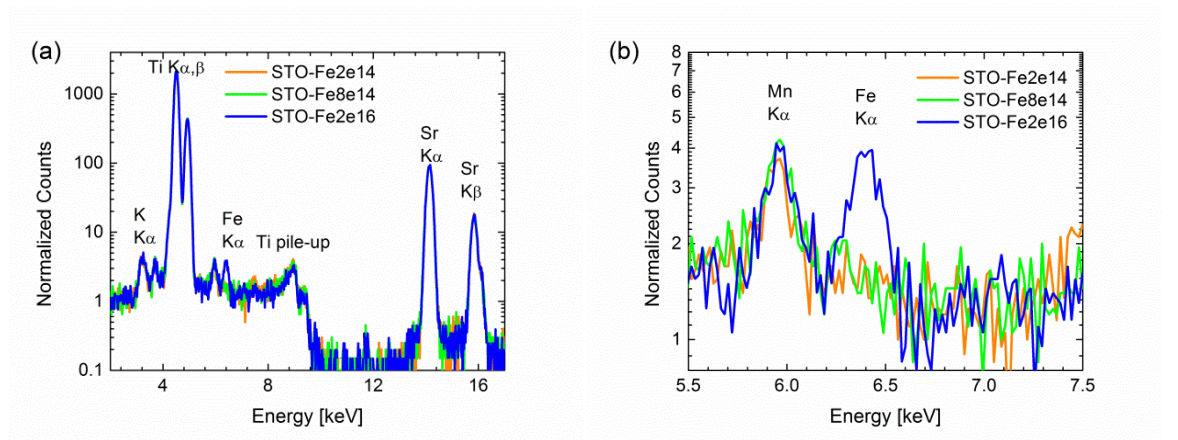 (a)
Ti Kα,β
STO-Fe2e14
STO-Fe8e14
STO-Fe2e16
1000
100
10
1
0.1
Normalized Counts
K
Kα
Fe
Kα
Ti pile-up
Sr
Kα
Sr
Kβ
4
8
12
16
Energy [keV]
(b)
STO-Fe2e14
STO-Fe8e14
STO-Fe2e16
8
7
6
5
4
3
2
1
Normalized Counts
Mn
Kα
Fe
Kα
5.5
6.0
6.5
7.0
7.5
Energy [keV]